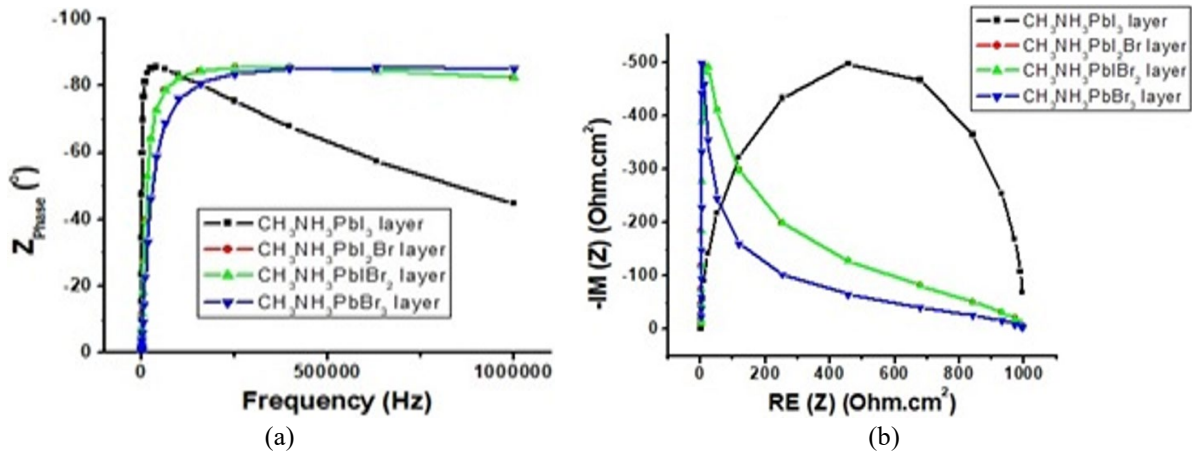 -100
-80
-60
-40
-20
0
Z_Phase (°)
CH₃NH₃PbI₃ layer
CH₃NH₃PbI₂Br layer
CH₃NH₃PbIBr₂ layer
CH₃NH₃PbBr₃ layer
0 500000 1000000
Frequency (Hz)
(a)
CH₃NH₃PbI₃ layer
CH₃NH₃PbI₂Br layer
CH₃NH₃PbIBr₂ layer
CH₃NH₃PbBr₃ layer
-500
-400
-300
-200
-100
0
-IM (Z) (Ohm.cm²)
0 200 400 600 800 1000
RE (Z) (Ohm.cm²)
(b)